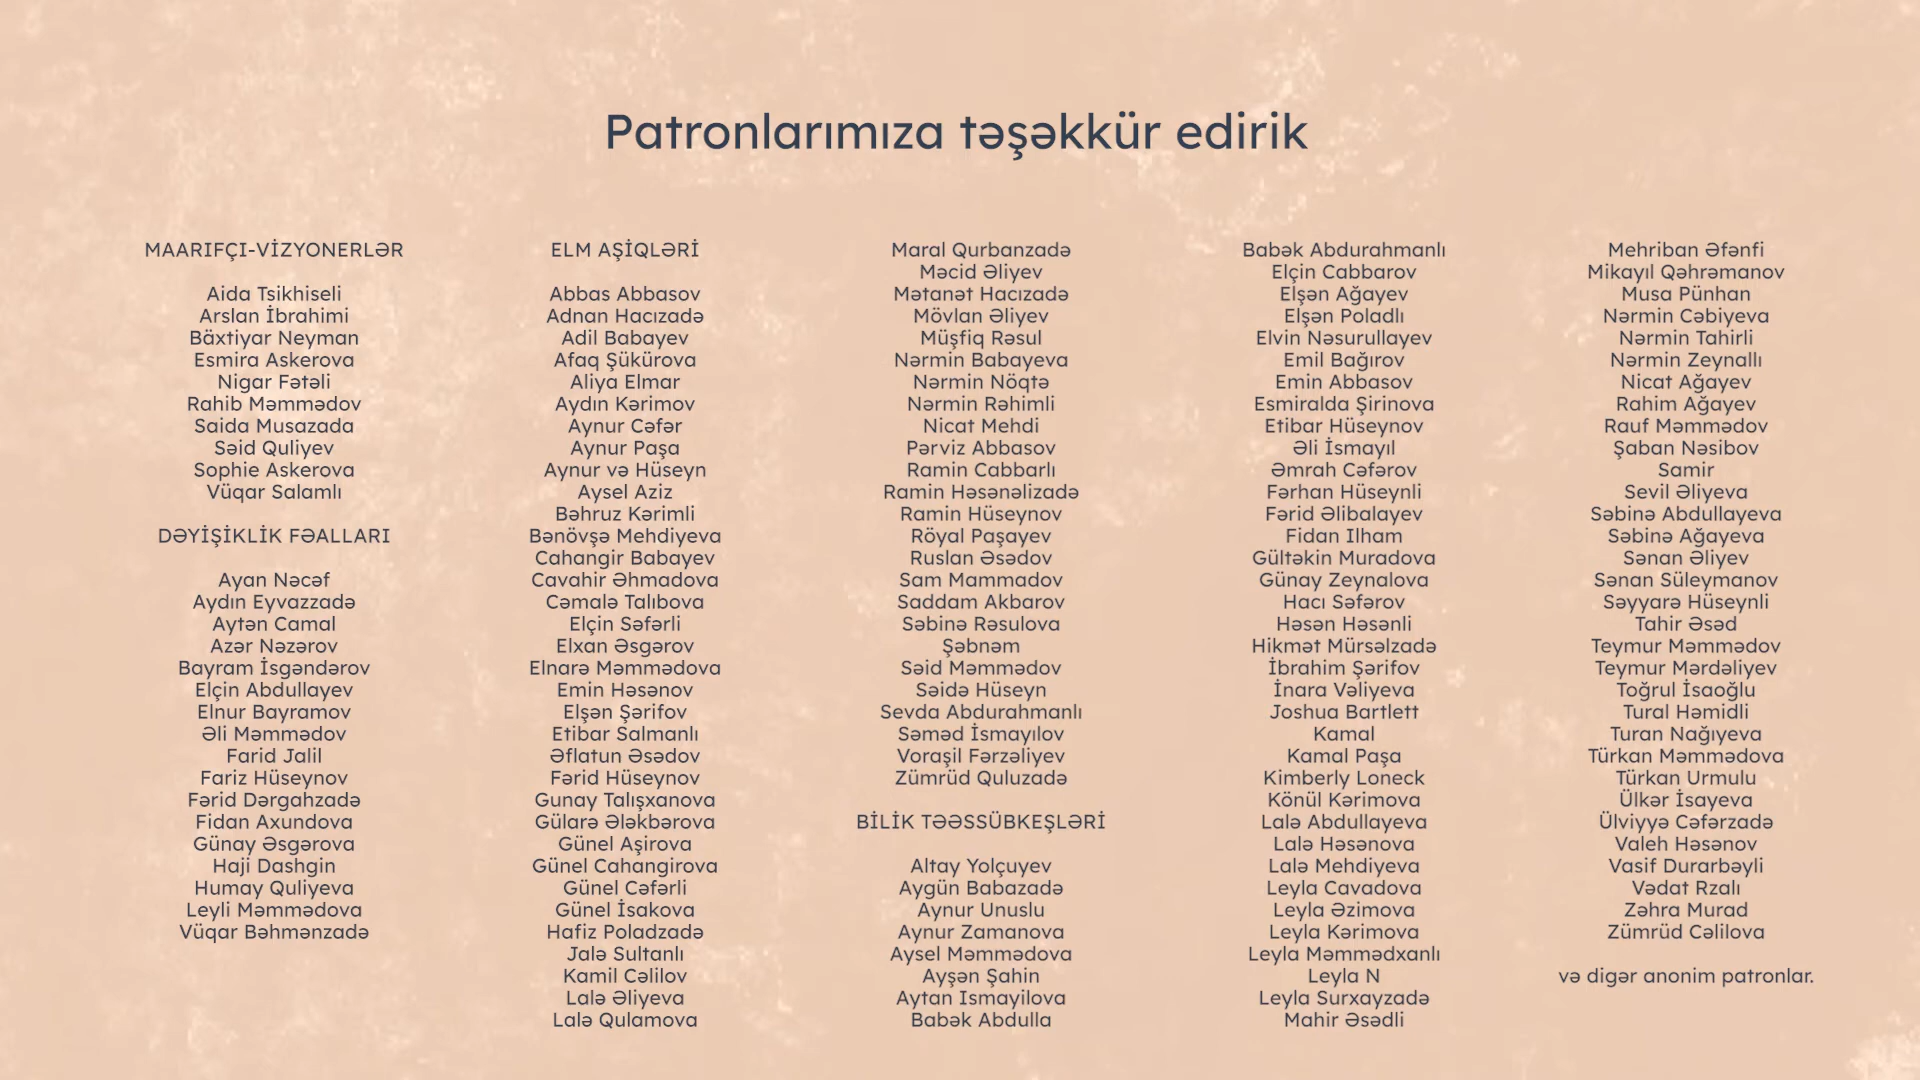 Patronlarımıza təşəkkür edirik
MAARIFÇI-VİZYONERLƏR
Aida Tsikhiseli
Arslan İbrahimi
Bäxtiyar Neyman
Esmira Askerova
Nigar Fətəli
Rahib Məmmədov
Saida Musazada
Səid Quliyev
Sophie Askerova
Vüqar Salamlı
DƏYİŞİKLİK FƏALLARI
Ayan Nəcəf
Aydın Eyvazzadə
Aytən Camal
Azər Nəzərov
Bayram İsgəndərov
Elçin Abdullayev
Elnur Bayramov
Əli Məmmədov
Farid Jalil
Fariz Hüseynov
Fərid Dərgahzadə
Fidan Axundova
Günay Əsgərova
Haji Dashgin
Humay Quliyeva
Leyli Məmmədova
Vüqar Bəhmənzadə
ELM AŞİQLƏRİ
Abbas Abbasov
Adnan Hacızadə
Adil Babayev
Afaq Şükürova
Aliya Elmar
Aydın Kərimov
Aynur Cəfər
Aynur Paşa
Aynur və Hüseyn
Aysel Aziz
Bəhruz Kərimli
Bənövşə Mehdiyeva
Cahangir Babayev
Cavahir Əhmadova
Cəmalə Talıbova
Elçin Səfərli
Elxan Əsgərov
Elnarə Məmmədova
Emin Həsənov
Elşən Şərifov
Etibar Salmanlı
Əflatun Əsədov
Fərid Hüseynov
Gunay Talışxanova
Gülarə Ələkbərova
Günel Aşirova
Günel Cahangirova
Günel Cəfərli
Günel İsakova
Hafiz Poladzadə
Jalə Sultanlı
Kamil Cəlilov
Lalə Əliyeva
Lalə Qulamova
Maral Qurbanzadə
Məcid Əliyev
Mətanət Hacızadə
Mövlan Əliyev
Müşfiq Rəsul
Nərmin Babayeva
Nərmin Nöqtə
Nərmin Rəhimli
Nicat Mehdi
Pərviz Abbasov
Ramin Cabbarlı
Ramin Həsənəlizadə
Ramin Hüseynov
Röyal Paşayev
Ruslan Əsədov
Sam Mammadov
Saddam Akbarov
Səbinə Rəsulova
Şəbnəm
Səid Məmmədov
Səidə Hüseyn
Sevda Abdurahmanlı
Səməd İsmayılov
Voraşil Fərzəliyev
Zümrüd Quluzadə
BİLİK TƏƏSSÜBKEŞLƏRİ
Altay Yolçuyev
Aygün Babazadə
Aynur Unuslu
Aynur Zamanova
Aysel Məmmədova
Ayşən Şahin
Aytan Ismayilova
Babək Abdulla
Babək Abdurahmanlı
Elçin Cabbarov
Elşən Ağayev
Elşən Poladlı
Elvin Nəsurullayev
Emil Bağırov
Emin Abbasov
Esmiralda Şirinova
Etibar Hüseynov
Əli İsmayıl
Əmrah Cəfərov
Fərhan Hüseynli
Fərid Əlibalayev
Fidan Ilham
Gültəkin Muradova
Günay Zeynalova
Hacı Səfərov
Həsən Həsənli
Hikmət Mürsəlzadə
İbrahim Şərifov
İnara Vəliyeva
Joshua Bartlett
Kamal
Kamal Paşa
Kimberly Loneck
Könül Kərimova
Lalə Abdullayeva
Lalə Həsənova
Lalə Mehdiyeva
Leyla Cavadova
Leyla Əzimova
Leyla Kərimova
Leyla Məmmədxanlı
Leyla N
Leyla Surxayzadə
Mahir Əsədli
Mehriban Əfənfi
Mikayıl Qəhrəmanov
Musa Pünhan
Nərmin Cəbiyeva
Nərmin Tahirli
Nərmin Zeynallı
Nicat Ağayev
Rahim Ağayev
Rauf Məmmədov
Şaban Nəsibov
Samir
Sevil Əliyeva
Səbinə Abdullayeva
Səbinə Ağayeva
Sənan Əliyev
Sənan Süleymanov
Səyyarə Hüseynli
Tahir Əsəd
Teymur Məmmədov
Teymur Mərdəliyev
Toğrul İsaoğlu
Tural Həmidli
Turan Nağıyeva
Türkan Məmmədova
Türkan Urmulu
Ülkər İsayeva
Ülviyyə Cəfərzadə
Valeh Həsənov
Vasif Durarbəyli
Vədat Rzalı
Zəhra Murad
Zümrüd Cəlilova
və digər anonim patronlar.